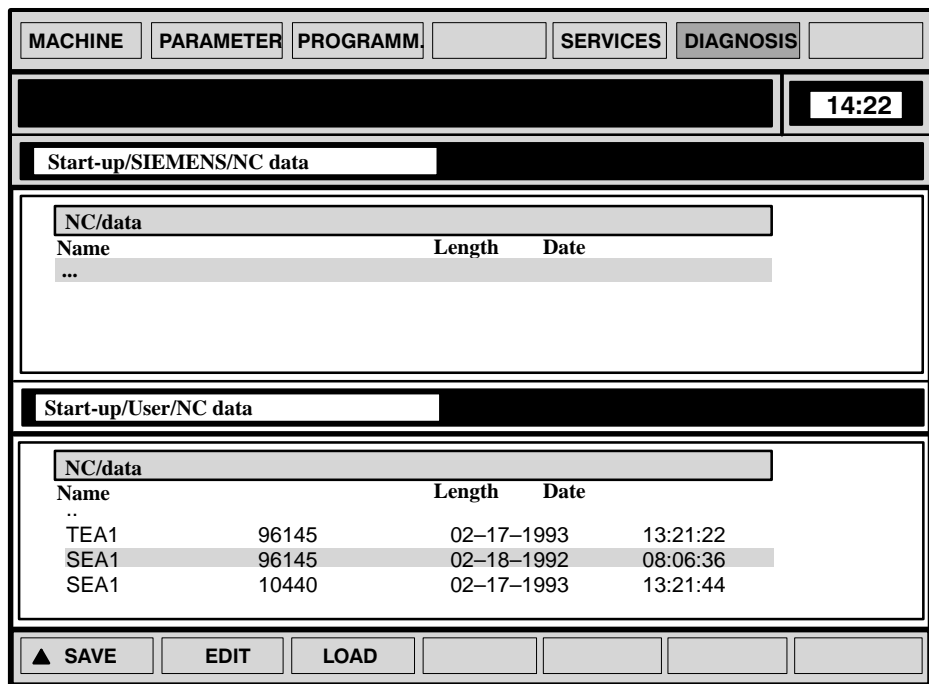 MACHINE PARAMETER PROGRAMM. SERVICES DIAGNOSIS
14:22
Start-up/SIEMENS/NC data
NC/data
Name Length Date
...
Start-up/User/NC data
NC/data
Name Length Date
..
TEA1 96145 02–17–1993 13:21:22
SEA1 96145 02–18–1992 08:06:36
SEA1 10440 02–17–1993 13:21:44
▲ SAVE EDIT LOAD